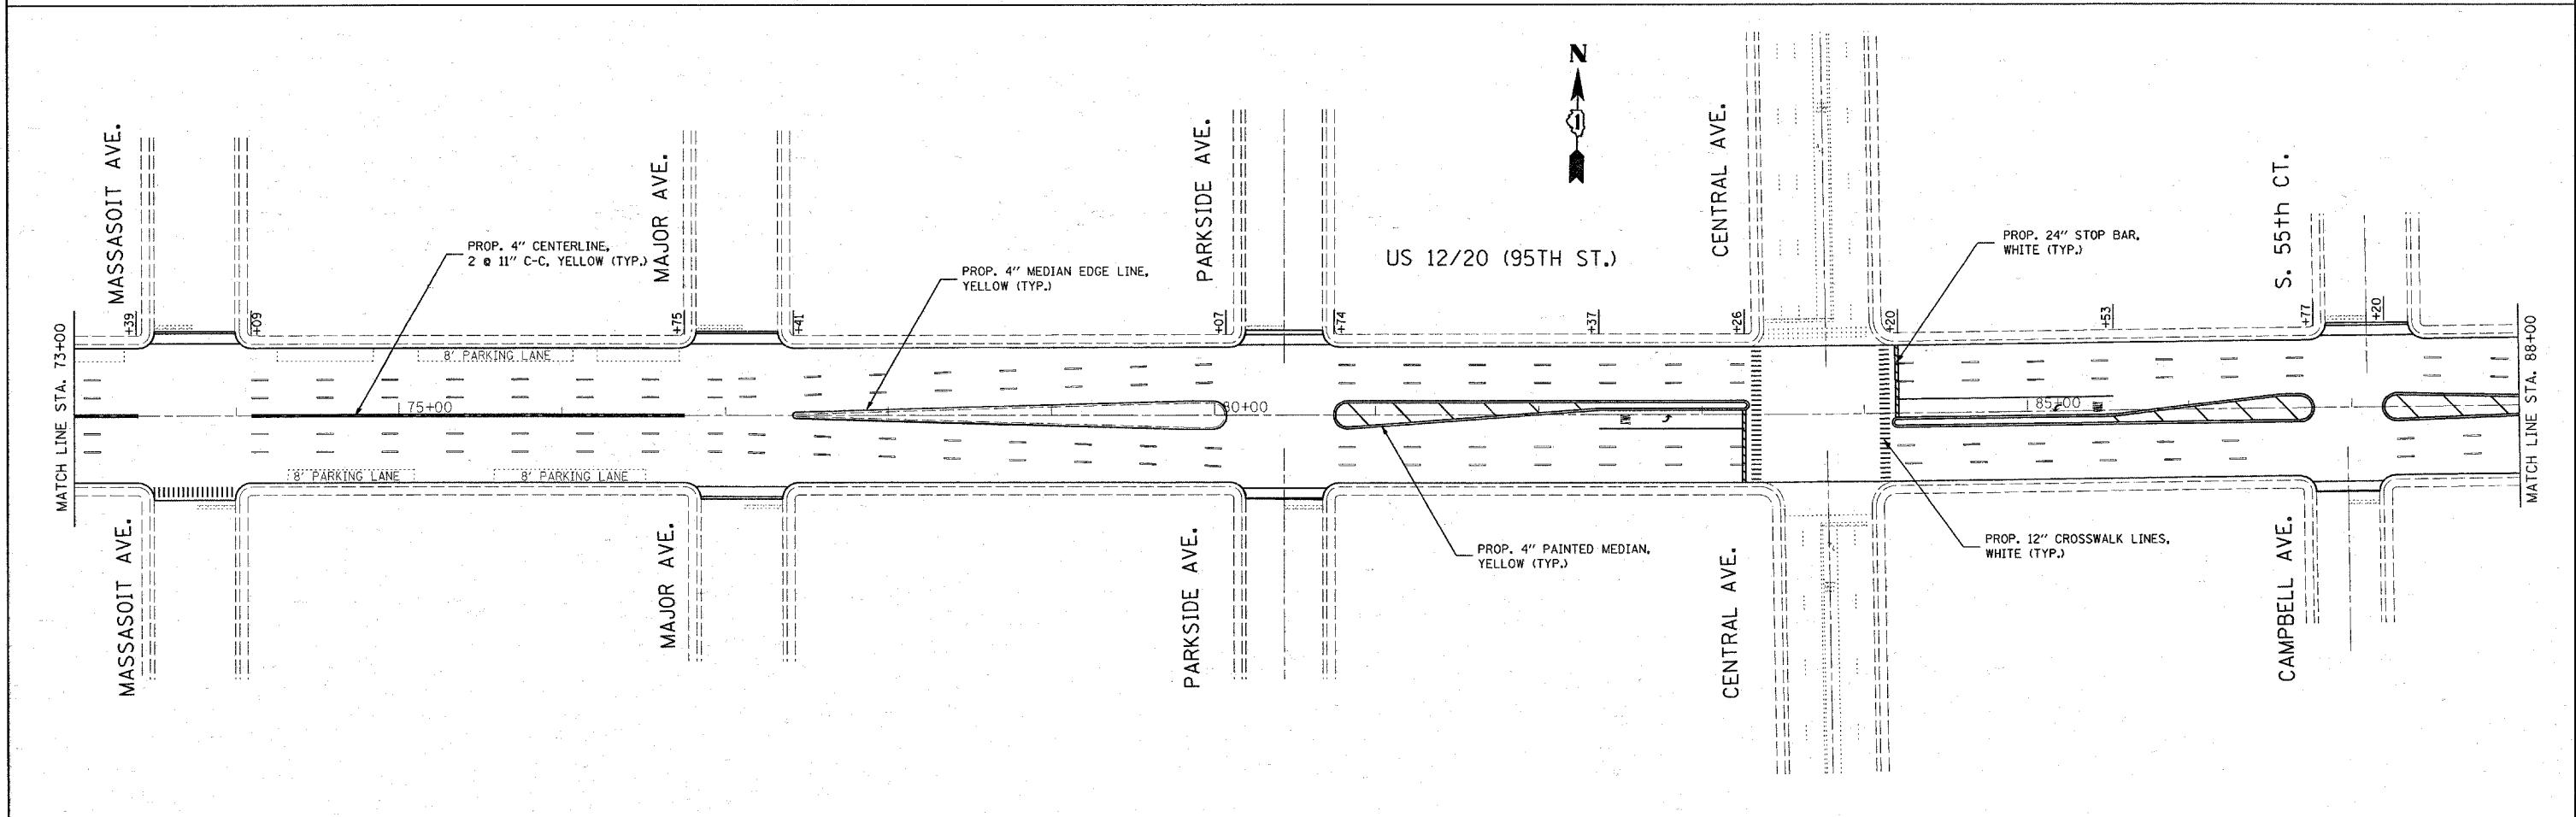 N
MASSASOIT AVE.
MAJOR AVE.
PARKSIDE AVE.
CENTRAL AVE.
S. 55th CT.
US 12/20 (95TH ST.)
PROP. 4" CENTERLINE,
2 @ 11" C-C, YELLOW (TYP.)
PROP. 4" MEDIAN EDGE LINE,
YELLOW (TYP.)
PROP. 24" STOP BAR,
WHITE (TYP.)
MATCH LINE STA. 73+00
+39
+09
+75
+41
+07
+74
+37
+26
+20
+53
+77
+20
MATCH LINE STA. 88+00
8' PARKING LANE
75+00
80+00
85+00
8' PARKING LANE
8' PARKING LANE
PROP. 4" PAINTED MEDIAN,
YELLOW (TYP.)
PROP. 12" CROSSWALK LINES,
WHITE (TYP.)
MASSASOIT AVE.
MAJOR AVE.
PARKSIDE AVE.
CENTRAL AVE.
CAMPBELL AVE.